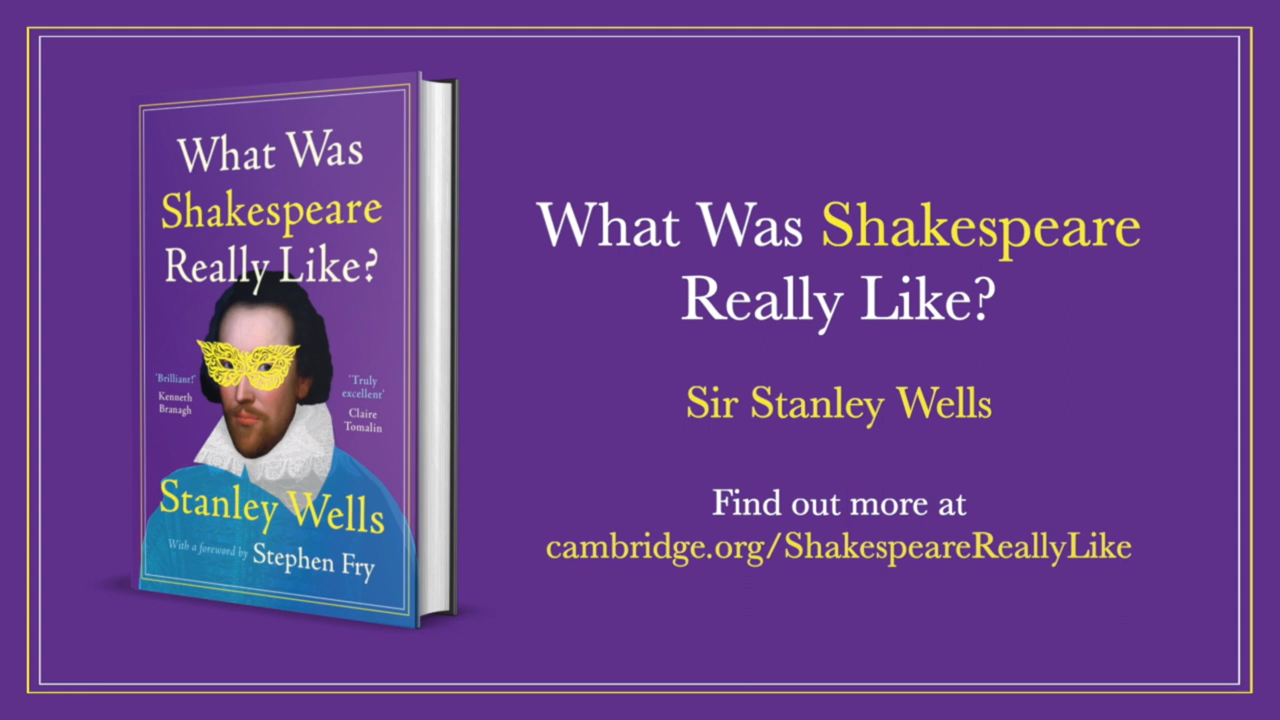 What Was
Shakespeare
Really Like?
'Brilliant!'
Kenneth
Branagh
'Truly
excellent'
Claire
Tomalin
Stanley Wells
With a foreword by Stephen Fry
What Was Shakespeare
Really Like?
Sir Stanley Wells
Find out more at
cambridge.org/ShakespeareReallyLike